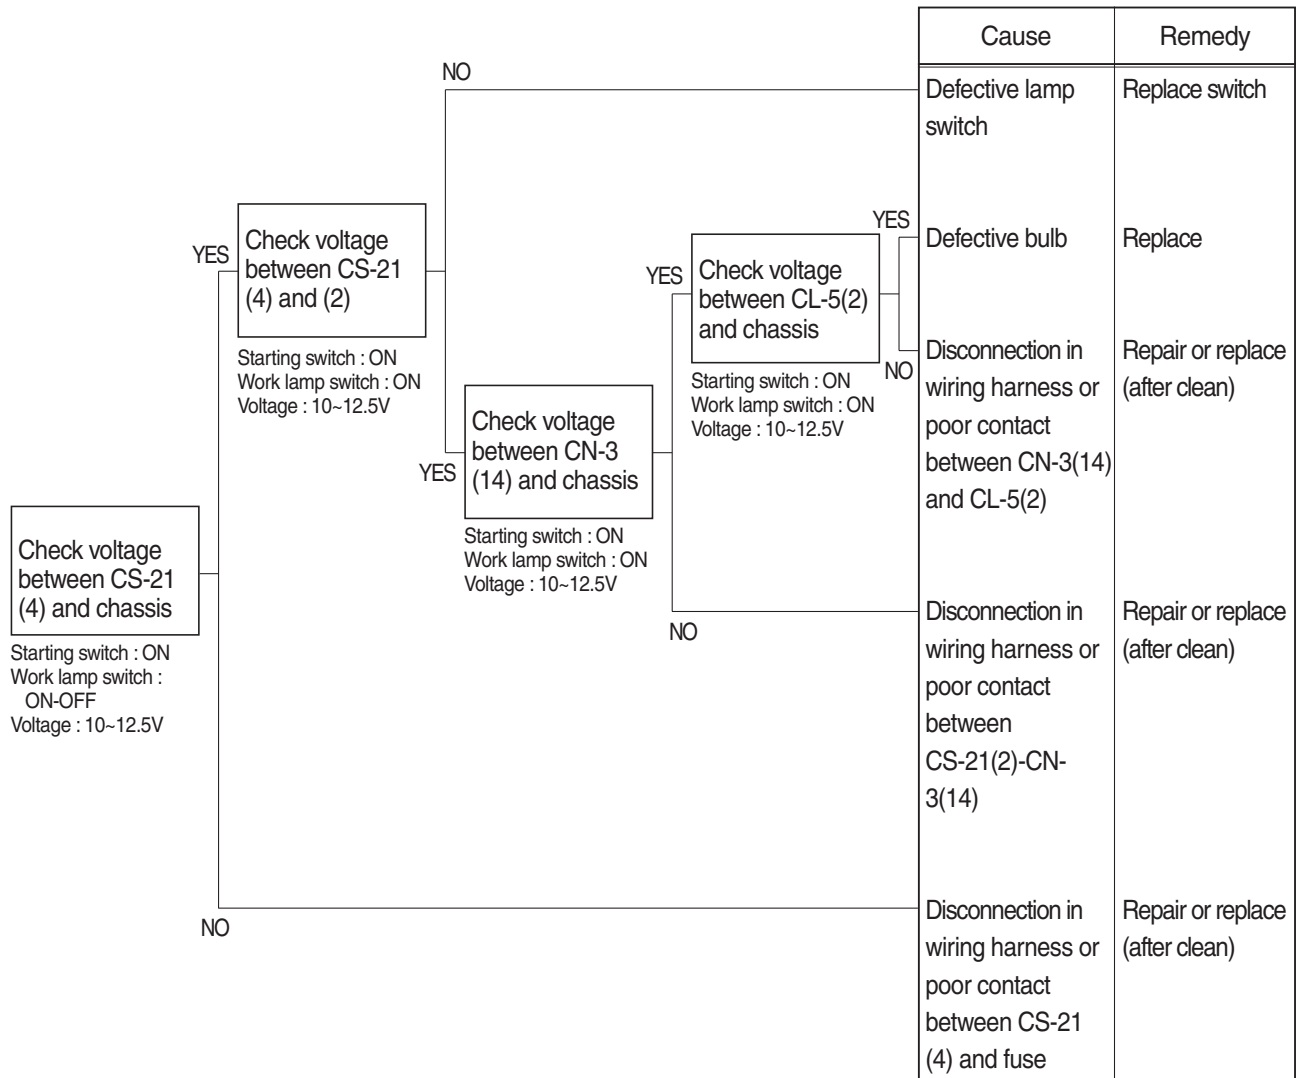 Cause
Remedy
NO
Defective lamp
switch
Replace switch
YES
Check voltage
between CS-21
(4) and (2)
Starting switch : ON
Work lamp switch : ON
Voltage : 10~12.5V
YES
Check voltage
between CL-5(2)
and chassis
Starting switch : ON
Work lamp switch : ON
Voltage : 10~12.5V
YES
Defective bulb
Replace
NO
Disconnection in
wiring harness or
poor contact
between CN-3(14)
and CL-5(2)
Repair or replace
(after clean)
YES
Check voltage
between CN-3
(14) and chassis
Starting switch : ON
Work lamp switch : ON
Voltage : 10~12.5V
Check voltage
between CS-21
(4) and chassis
Starting switch : ON
Work lamp switch :
ON-OFF
Voltage : 10~12.5V
NO
Disconnection in
wiring harness or
poor contact
between
CS-21(2)-CN-
3(14)
Repair or replace
(after clean)
NO
Disconnection in
wiring harness or
poor contact
between CS-21
(4) and fuse
Repair or replace
(after clean)